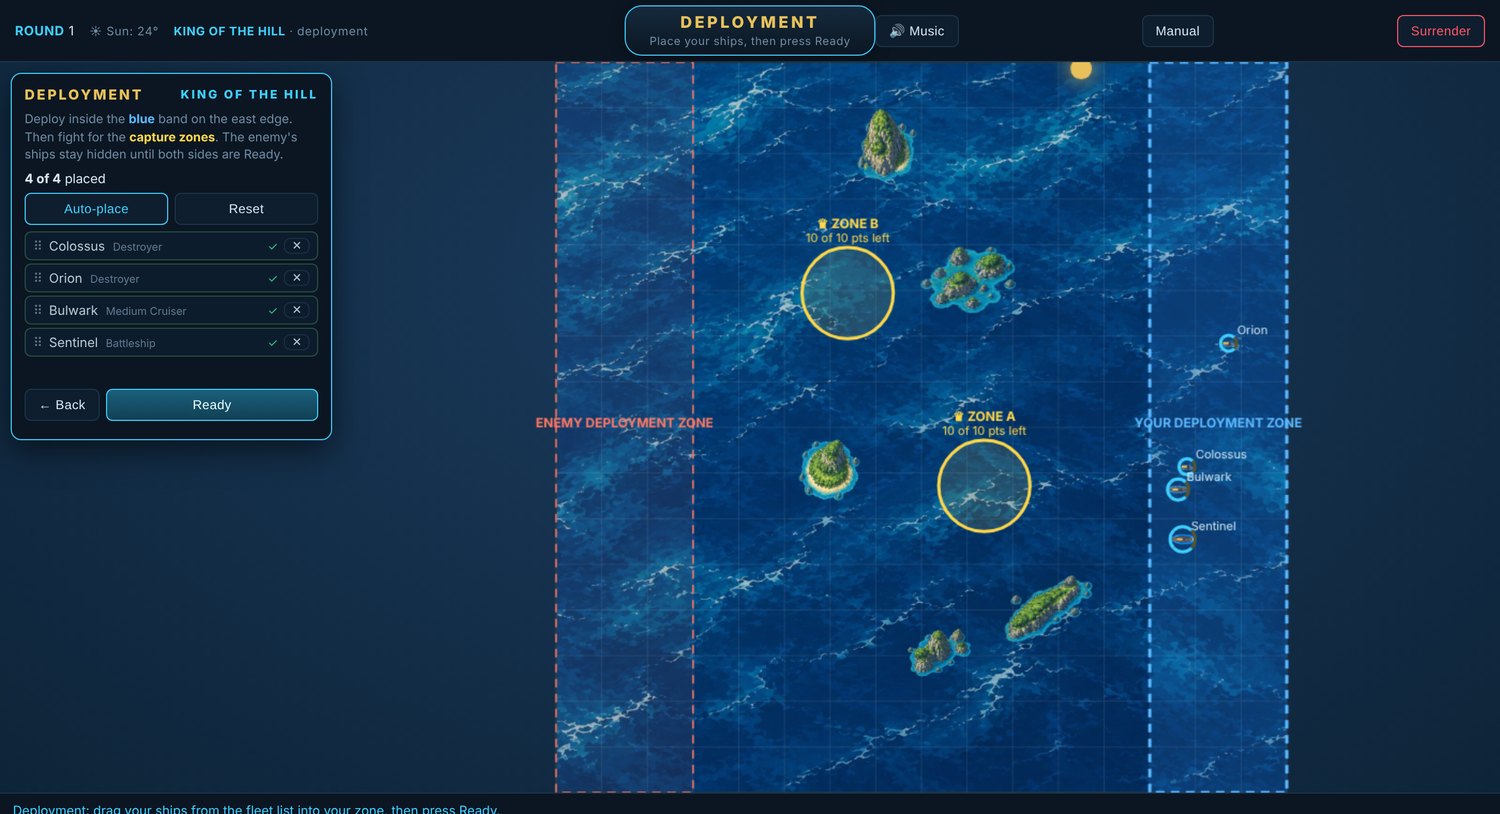 ROUND 1
☀ Sun: 24°
KING OF THE HILL · deployment
DEPLOYMENT
Place your ships, then press Ready
🔊 Music
Manual
Surrender
DEPLOYMENT
KING OF THE HILL
Deploy inside the blue band on the east edge.
Then fight for the capture zones. The enemy's
ships stay hidden until both sides are Ready.
4 of 4 placed
Auto-place
Reset
Colossus Destroyer ✓ ✕
Orion Destroyer ✓ ✕
Bulwark Medium Cruiser ✓ ✕
Sentinel Battleship ✓ ✕
← Back
Ready
♛ ZONE B
10 of 10 pts left
Orion
ENEMY DEPLOYMENT ZONE
♛ ZONE A
10 of 10 pts left
YOUR DEPLOYMENT ZONE
Colossus
Bulwark
Sentinel
Deployment: drag your ships from the fleet list into your zone, then press Ready.